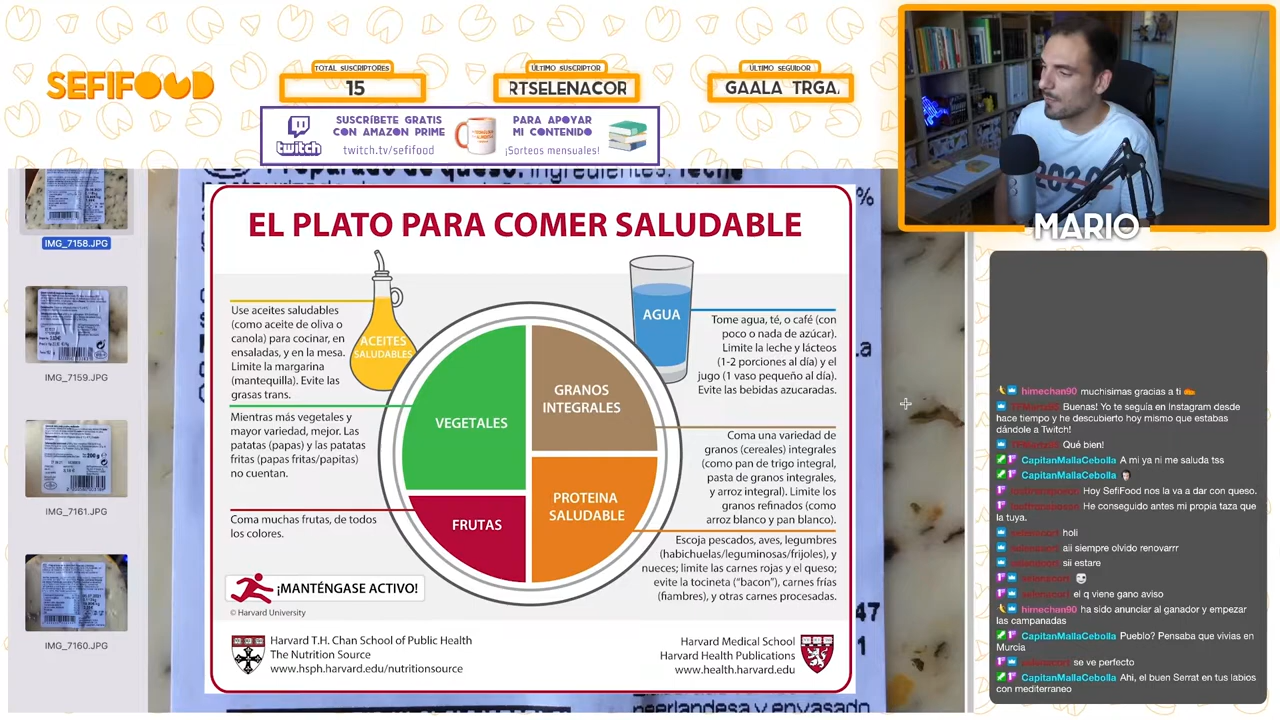 SEFIFOOD
TOTAL SUSCRIPTORES
15
ÚLTIMO SUSCRIPTOR
RTSELENACOR
ÚLTIMO SEGUIDOR
GAALA TRGA
twitch
SUSCRÍBETE GRATIS
CON AMAZON PRIME
twitch.tv/sefifood
PARA APOYAR
MI CONTENIDO
¡Sorteos mensuales!
2020
MARIO
Preparado de queso. Ingredientes: leche
%
IMG_7158.JPG
IMG_7159.JPG
IMG_7161.JPG
IMG_7160.JPG
EL PLATO PARA COMER SALUDABLE
Use aceites saludables
(como aceite de oliva o
canola) para cocinar, en
ensaladas, y en la mesa.
Limite la margarina
(mantequilla). Evite las
grasas trans.
ACEITES
SALUDABLES
Mientras más vegetales y
mayor variedad, mejor. Las
patatas (papas) y las patatas
fritas (papas fritas/papitas)
no cuentan.
Coma muchas frutas, de todos
los colores.
VEGETALES
FRUTAS
GRANOS
INTEGRALES
PROTEINA
SALUDABLE
AGUA
Tome agua, té, o café (con
poco o nada de azúcar).
Limite la leche y lácteos
(1-2 porciones al día) y el
jugo (1 vaso pequeño al día).
Evite las bebidas azucaradas.
Coma una variedad de
granos (cereales) integrales
(como pan de trigo integral,
pasta de granos integrales,
y arroz integral). Limite los
granos refinados (como
arroz blanco y pan blanco).
Escoja pescados, aves, legumbres
(habichuelas/leguminosas/frijoles), y
nueces; limite las carnes rojas y el queso;
evite la tocineta ("bacon"), carnes frías
(fiambres), y otras carnes procesadas.
¡MANTÉNGASE ACTIVO!
© Harvard University
Harvard T.H. Chan School of Public Health
The Nutrition Source
www.hsph.harvard.edu/nutritionsource
Harvard Medical School
Harvard Health Publications
www.health.harvard.edu
47
neerlandesa y envasado
himechan90 muchisimas gracias a ti
Buenas! Yo te seguía en Instagram desde
hace tiempo y he descubierto hoy mismo que estabas
dándole a Twitch!
Qué bien!
CapitanMallaCebolla A mi ya ni me saluda tss
CapitanMallaCebolla
Hoy SefiFood nos la va a dar con queso.
He conseguido antes mi propia taza que
la tuya.
holi
aii siempre olvido renovarrr
sii estare
el q viene gano aviso
himechan90 ha sido anunciar al ganador y empezar
las campanadas
CapitanMallaCebolla Pueblo? Pensaba que vivias en
Murcia
se ve perfecto
CapitanMallaCebolla Ahi, el buen Serrat en tus labios
con mediterraneo